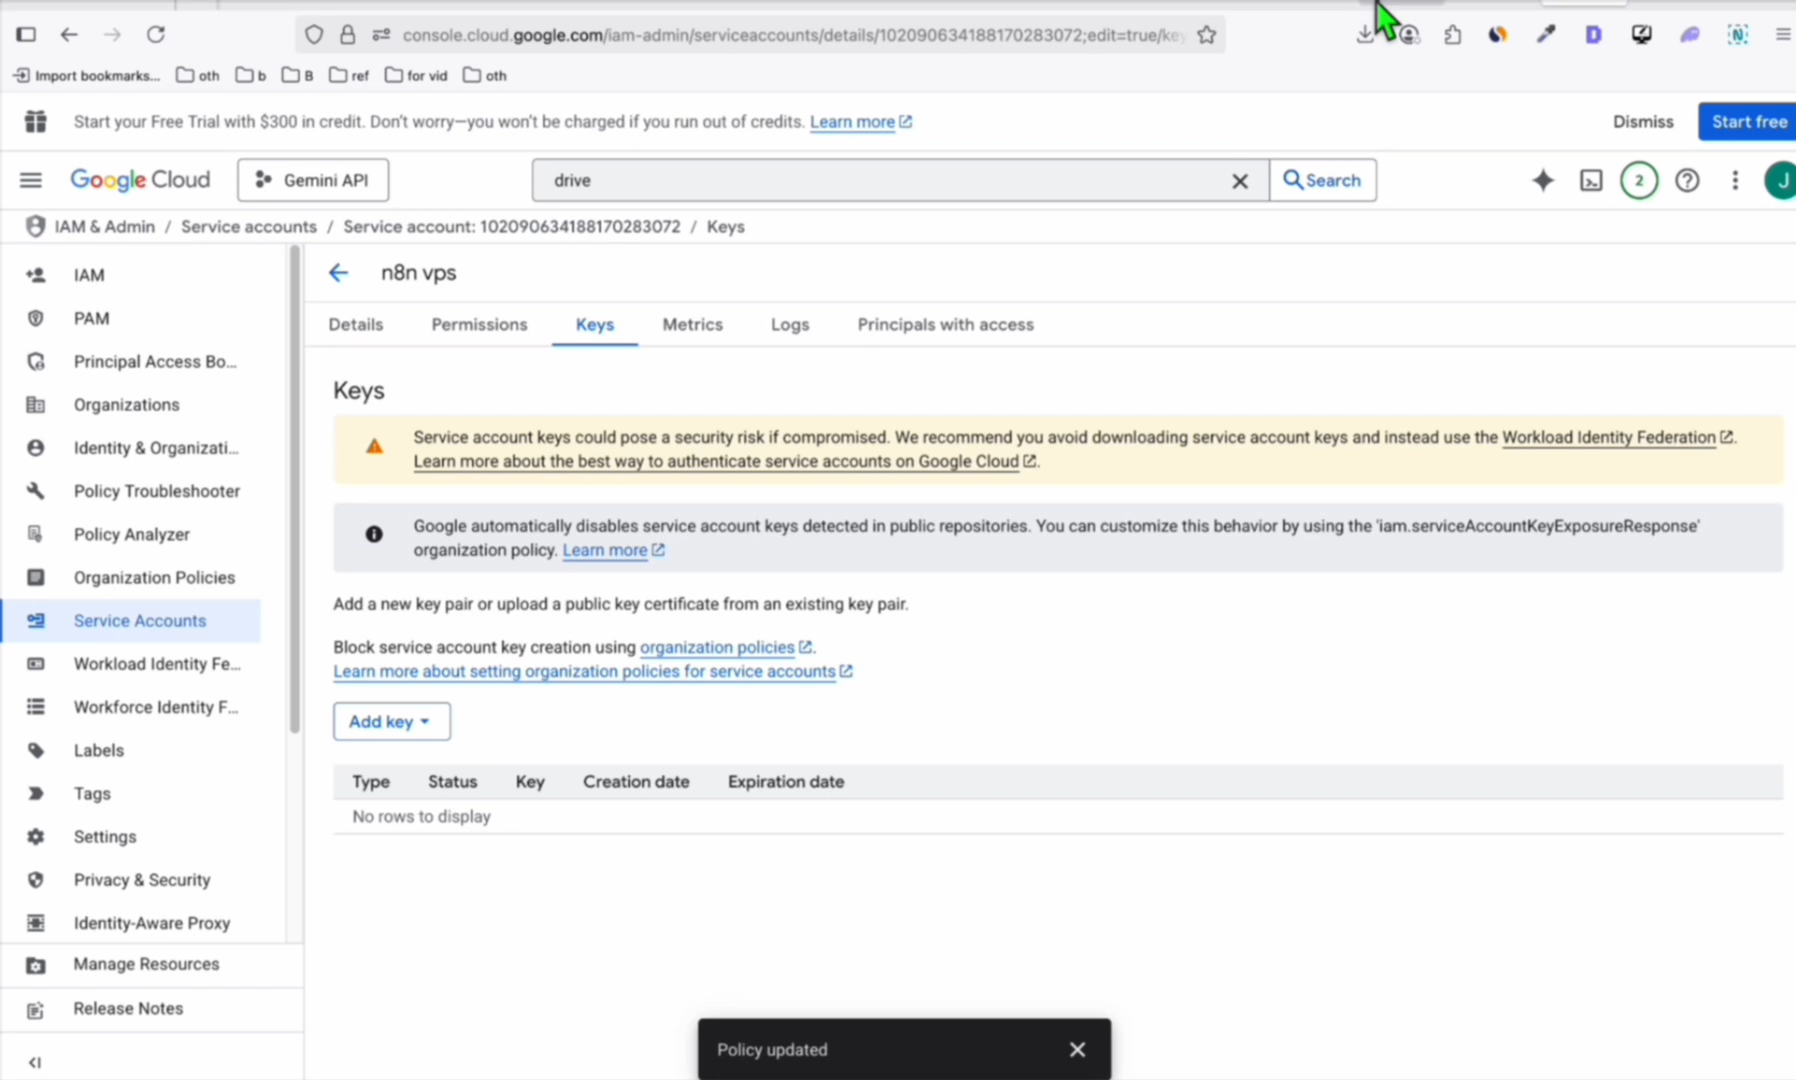 console.cloud.google.com/iam-admin/serviceaccounts/details/102090634188170283072;edit=true/key
Import bookmarks...
oth
b
B
ref
for vid
oth
Start your Free Trial with $300 in credit. Don't worry—you won't be charged if you run out of credits. Learn more
Dismiss
Start free
Google Cloud
Gemini API
drive
Search
2
J
IAM & Admin / Service accounts / Service account: 102090634188170283072 / Keys
IAM
PAM
Principal Access Bo...
Organizations
Identity & Organizati...
Policy Troubleshooter
Policy Analyzer
Organization Policies
Service Accounts
Workload Identity Fe...
Workforce Identity F...
Labels
Tags
Settings
Privacy & Security
Identity-Aware Proxy
Manage Resources
Release Notes
n8n vps
Details
Permissions
Keys
Metrics
Logs
Principals with access
Keys
Service account keys could pose a security risk if compromised. We recommend you avoid downloading service account keys and instead use the Workload Identity Federation.
Learn more about the best way to authenticate service accounts on Google Cloud.
Google automatically disables service account keys detected in public repositories. You can customize this behavior by using the 'iam.serviceAccountKeyExposureResponse'
organization policy. Learn more
Add a new key pair or upload a public key certificate from an existing key pair.
Block service account key creation using organization policies.
Learn more about setting organization policies for service accounts
Add key
Type Status Key Creation date Expiration date
No rows to display
Policy updated